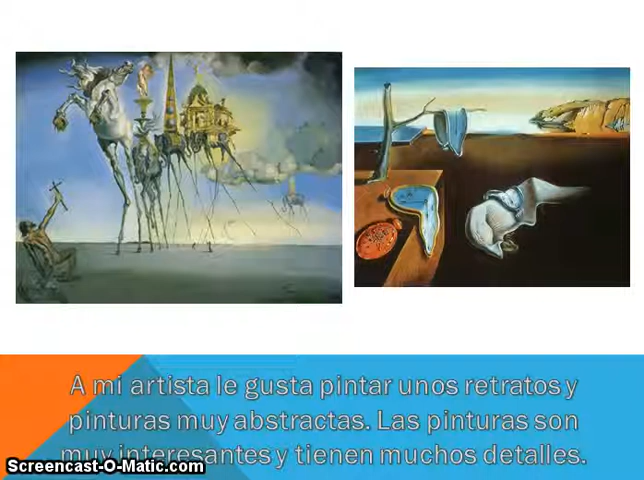 A mi artista le gusta pintar unos retratos y
pinturas muy abstractas. Las pinturas son
muy interesantes y tienen muchos detalles.
Screencast-O-Matic.com